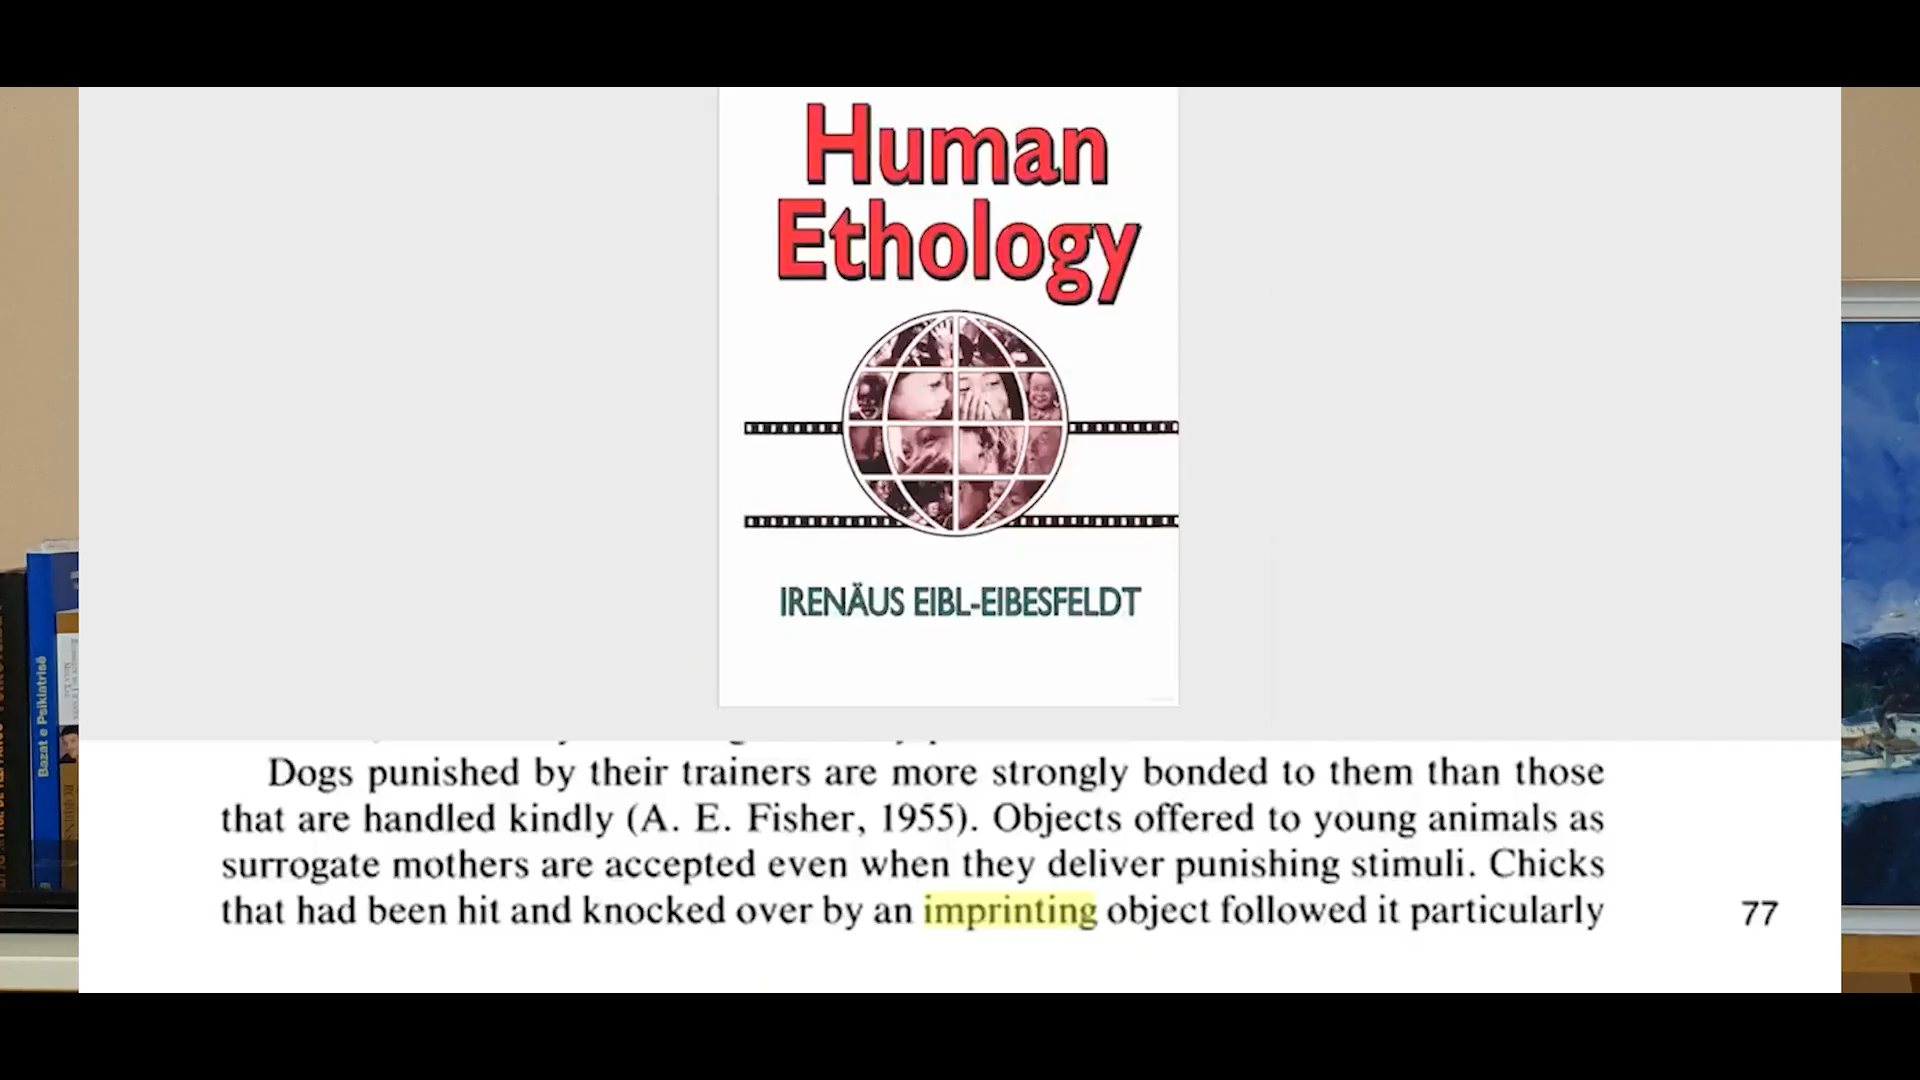 Human
Ethology
IRENÄUS EIBL-EIBESFELDT
Bazat e Psikiatrisë
Dogs punished by their trainers are more strongly bonded to them than those
that are handled kindly (A. E. Fisher, 1955). Objects offered to young animals as
surrogate mothers are accepted even when they deliver punishing stimuli. Chicks
that had been hit and knocked over by an imprinting object followed it particularly
77